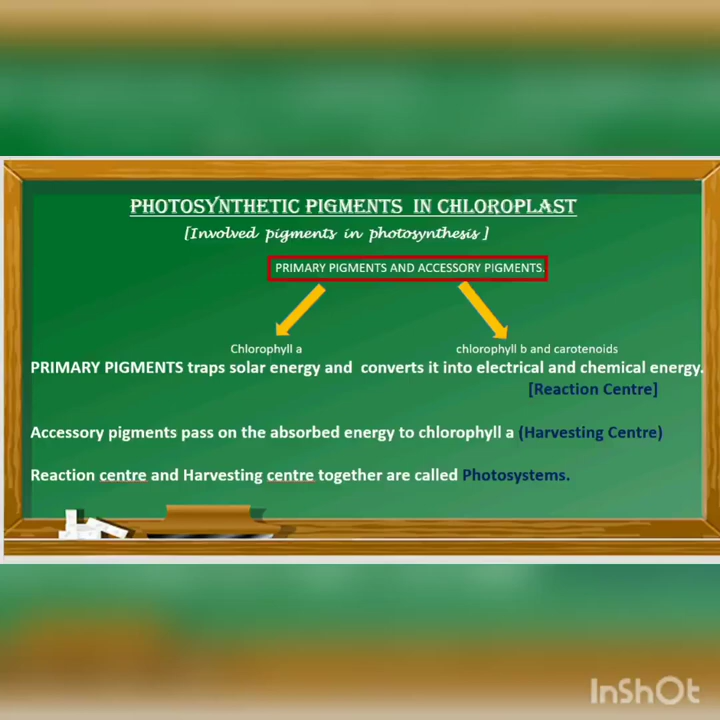 PHOTOSYNTHETIC PIGMENTS IN CHLOROPLAST
[Involved pigments in photosynthesis ]
PRIMARY PIGMENTS AND ACCESSORY PIGMENTS.
Chlorophyll a
chlorophyll b and carotenoids
PRIMARY PIGMENTS traps solar energy and converts it into electrical and chemical energy.
[Reaction Centre]
Accessory pigments pass on the absorbed energy to chlorophyll a (Harvesting Centre)
Reaction centre and Harvesting centre together are called Photosystems.
InShOt